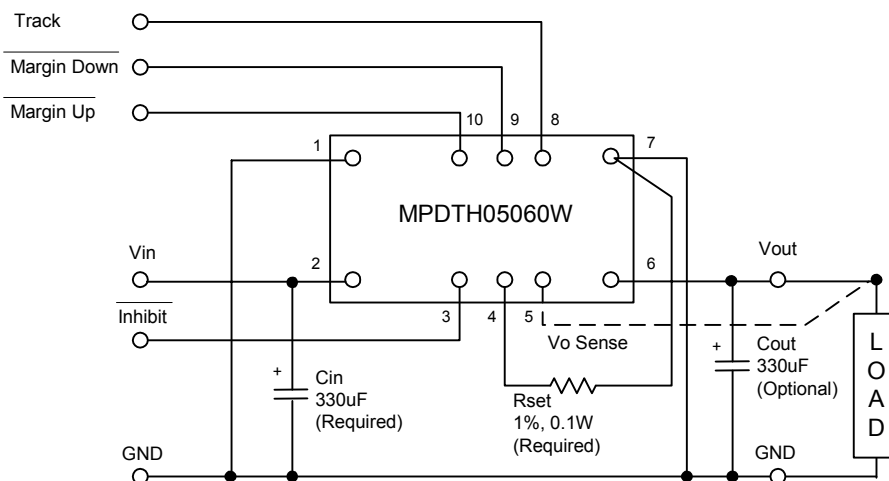 Track
Margin Down
Margin Up
10 9 8
1 7
MPDTH05060W
Vin
2 6
Vout
Inhibit
3 4 5
Vo Sense
+
Cin
330uF
(Required)
Rset
1%, 0.1W
(Required)
+
Cout
330uF
(Optional)
L
O
A
D
GND
GND